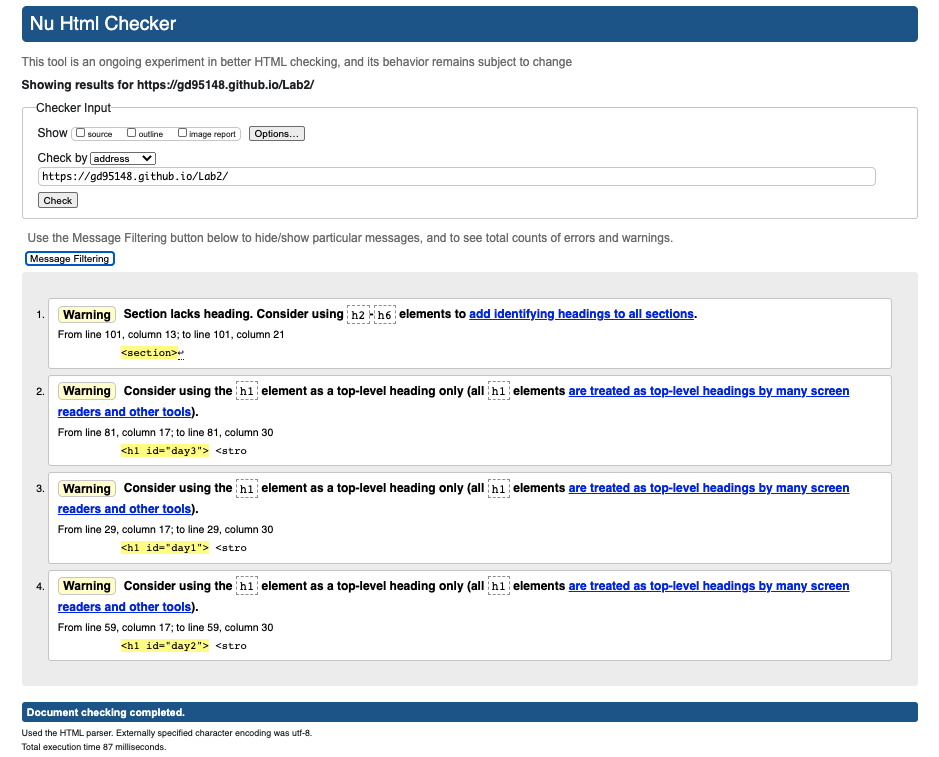 Nu Html Checker
This tool is an ongoing experiment in better HTML checking, and its behavior remains subject to change
Showing results for https://gd95148.github.io/Lab2/
Checker Input
Show source outline image report Options...
Check by address
https://gd95148.github.io/Lab2/
Check
Use the Message Filtering button below to hide/show particular messages, and to see total counts of errors and warnings.
Message Filtering
1. Warning Section lacks heading. Consider using h2-h6 elements to add identifying headings to all sections.
From line 101, column 13; to line 101, column 21
<section>↩
2. Warning Consider using the h1 element as a top-level heading only (all h1 elements are treated as top-level headings by many screen
readers and other tools).
From line 81, column 17; to line 81, column 30
<h1 id="day3"> <stro
3. Warning Consider using the h1 element as a top-level heading only (all h1 elements are treated as top-level headings by many screen
readers and other tools).
From line 29, column 17; to line 29, column 30
<h1 id="day1"> <stro
4. Warning Consider using the h1 element as a top-level heading only (all h1 elements are treated as top-level headings by many screen
readers and other tools).
From line 59, column 17; to line 59, column 30
<h1 id="day2"> <stro
Document checking completed.
Used the HTML parser. Externally specified character encoding was utf-8.
Total execution time 87 milliseconds.